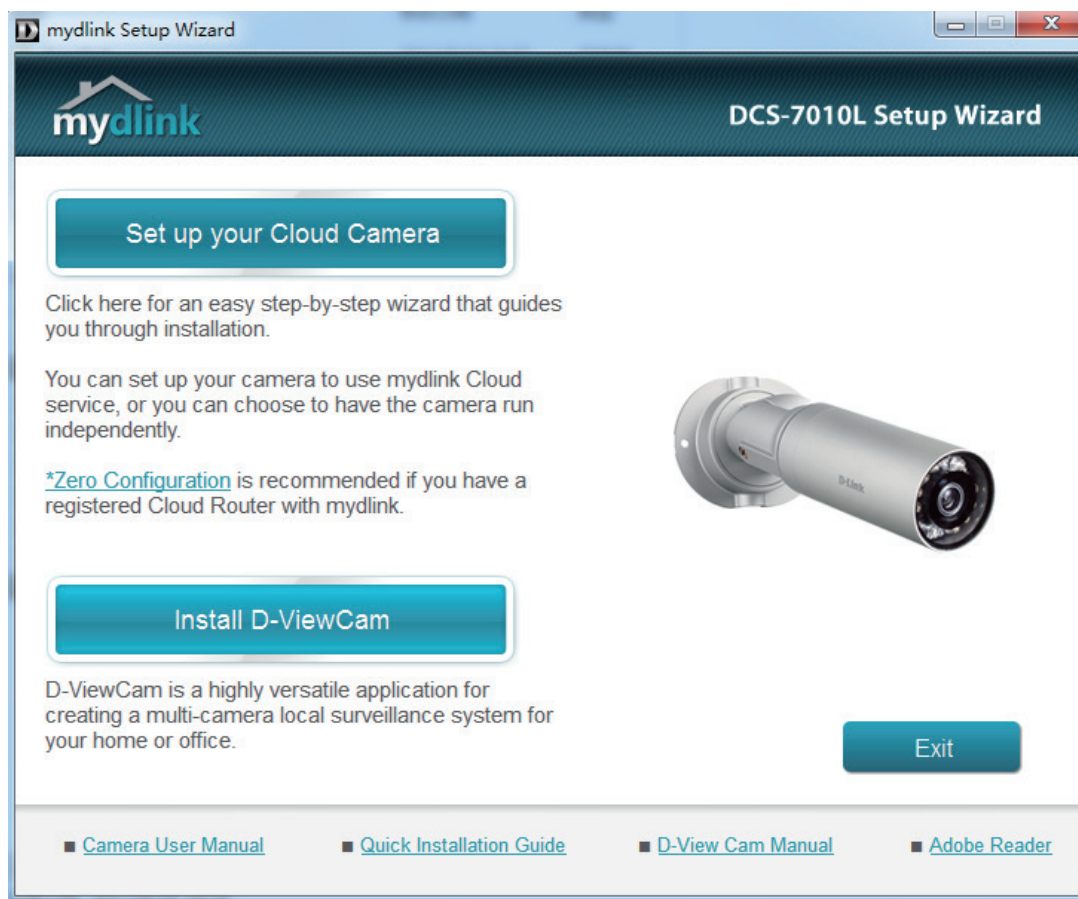 mydlink Setup Wizard
mydlink
DCS-7010L Setup Wizard
Set up your Cloud Camera
Click here for an easy step-by-step wizard that guides
you through installation.
You can set up your camera to use mydlink Cloud
service, or you can choose to have the camera run
independently.
*Zero Configuration is recommended if you have a
registered Cloud Router with mydlink.
D-Link
Install D-ViewCam
D-ViewCam is a highly versatile application for
creating a multi-camera local surveillance system for
your home or office.
Exit
Camera User Manual
Quick Installation Guide
D-View Cam Manual
Adobe Reader